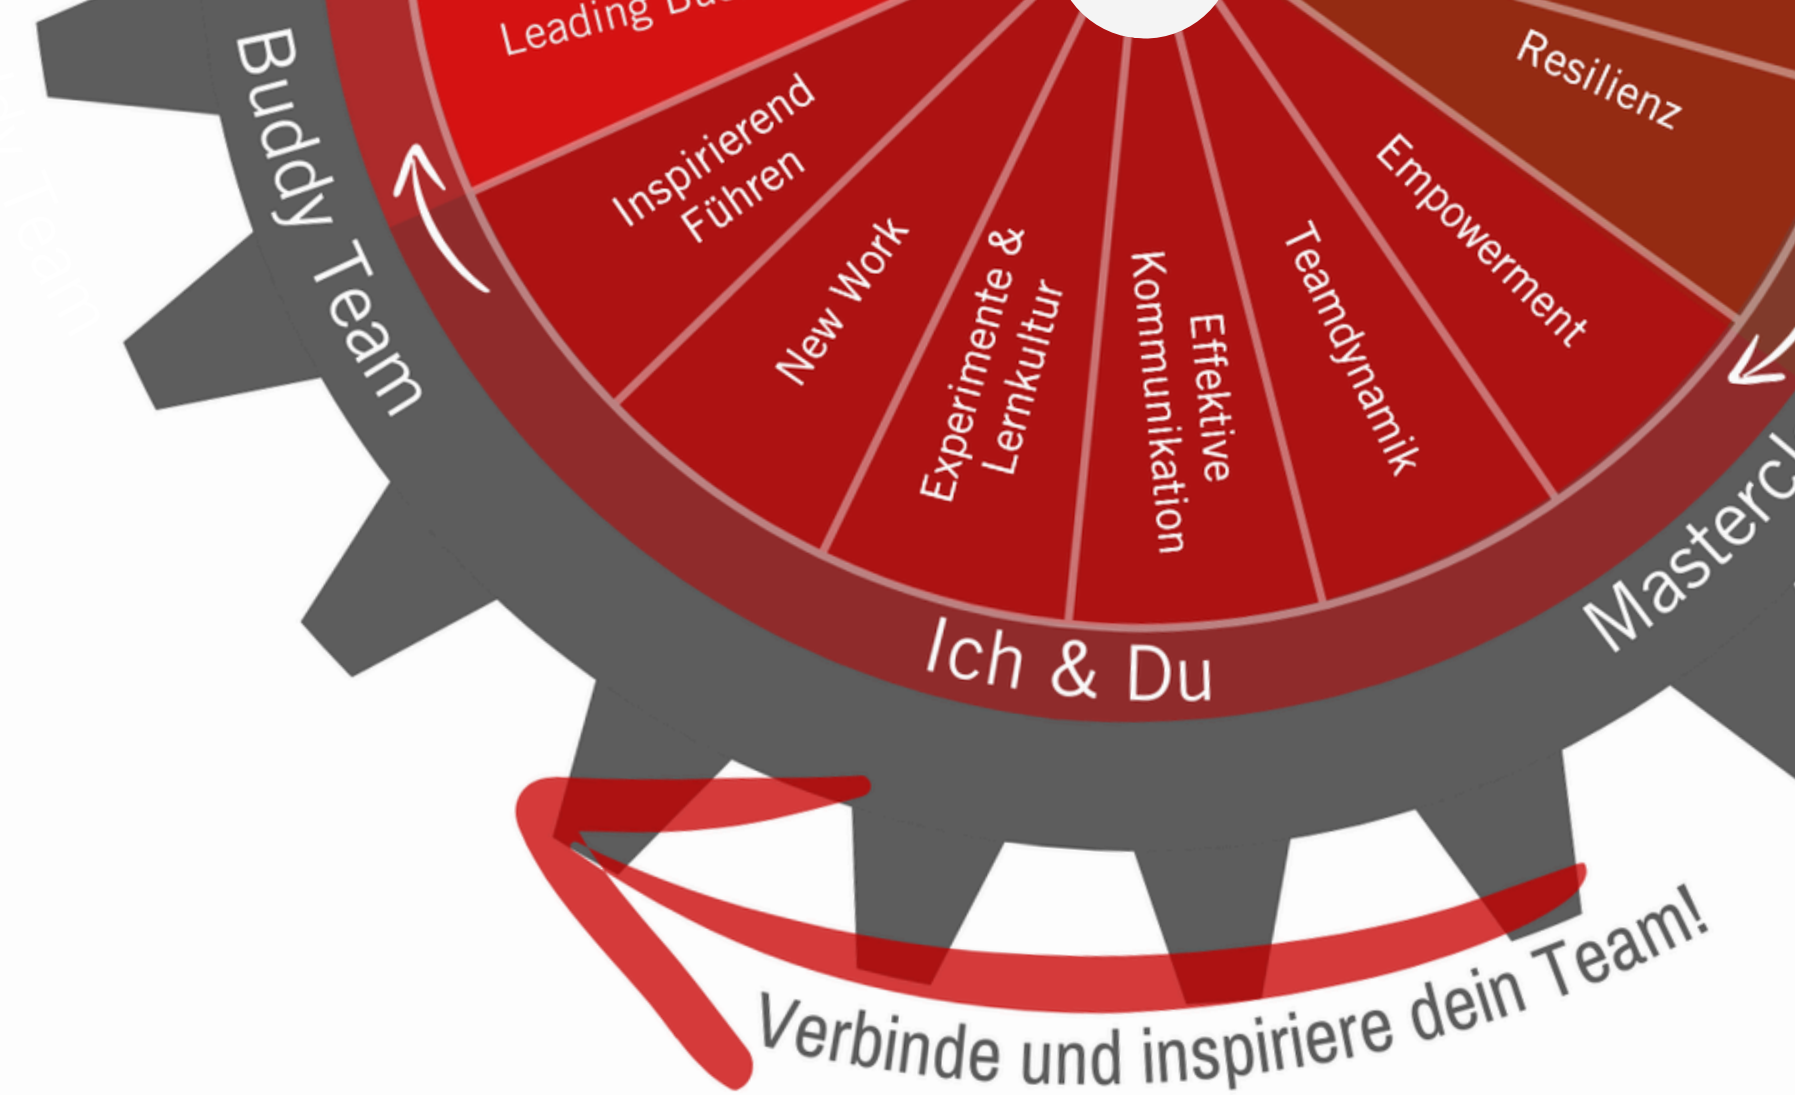 Leading
Resilienz
Inspirierend
Führen
New Work
Experimente &
Lernkultur
Effektive
Kommunikation
Teamdynamik
Empowerment
Ich & Du
Buddy Team
Verbinde und inspiriere dein Team!